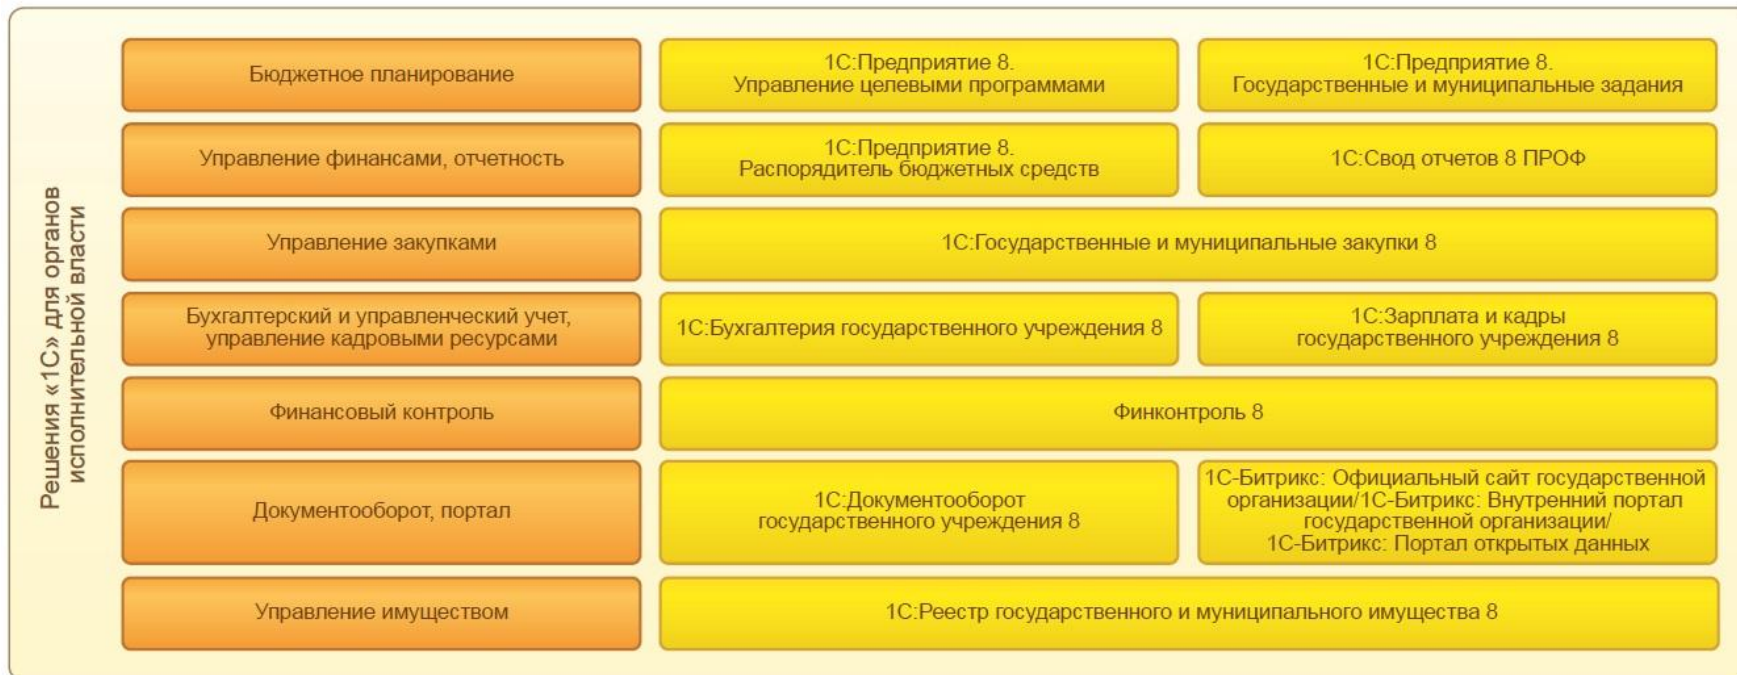 Решения «1С» для органов
исполнительной власти
Бюджетное планирование
1С:Предприятие 8.
Управление целевыми программами
1С:Предприятие 8.
Государственные и муниципальные задания
Управление финансами, отчетность
1С:Предприятие 8.
Распорядитель бюджетных средств
1С:Свод отчетов 8 ПРОФ
Управление закупками
1С:Государственные и муниципальные закупки 8
Бухгалтерский и управленческий учет,
управление кадровыми ресурсами
1С:Бухгалтерия государственного учреждения 8
1С:Зарплата и кадры
государственного учреждения 8
Финансовый контроль
Финконтроль 8
Документооборот, портал
1С:Документооборот
государственного учреждения 8
1С-Битрикс: Официальный сайт государственной
организации/1С-Битрикс: Внутренний портал
государственной организации/
1С-Битрикс: Портал открытых данных
Управление имуществом
1С:Реестр государственного и муниципального имущества 8